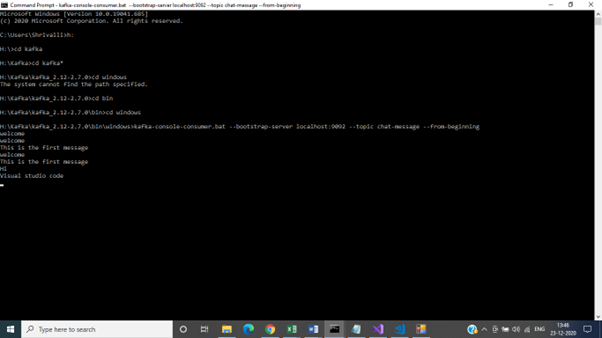 Command Prompt - kafka-console-consumer.bat --bootstrap-server localhost:9092 --topic chat-message --from-beginning
Microsoft Windows [Version 10.0.19041.685]
(c) 2020 Microsoft Corporation. All rights reserved.
C:\Users\Shrivalli>h:
H:\>cd kafka
H:\Kafka>cd kafka*
H:\Kafka\kafka_2.12-2.7.0>cd windows
The system cannot find the path specified.
H:\Kafka\kafka_2.12-2.7.0>cd bin
H:\Kafka\kafka_2.12-2.7.0\bin>cd windows
H:\Kafka\kafka_2.12-2.7.0\bin\windows>kafka-console-consumer.bat --bootstrap-server localhost:9092 --topic chat-message --from-beginning
welcome
welcome
This is the first message
welcome
This is the first message
Hi
Visual studio code
Type here to search
ENG
13:46
23-12-2020